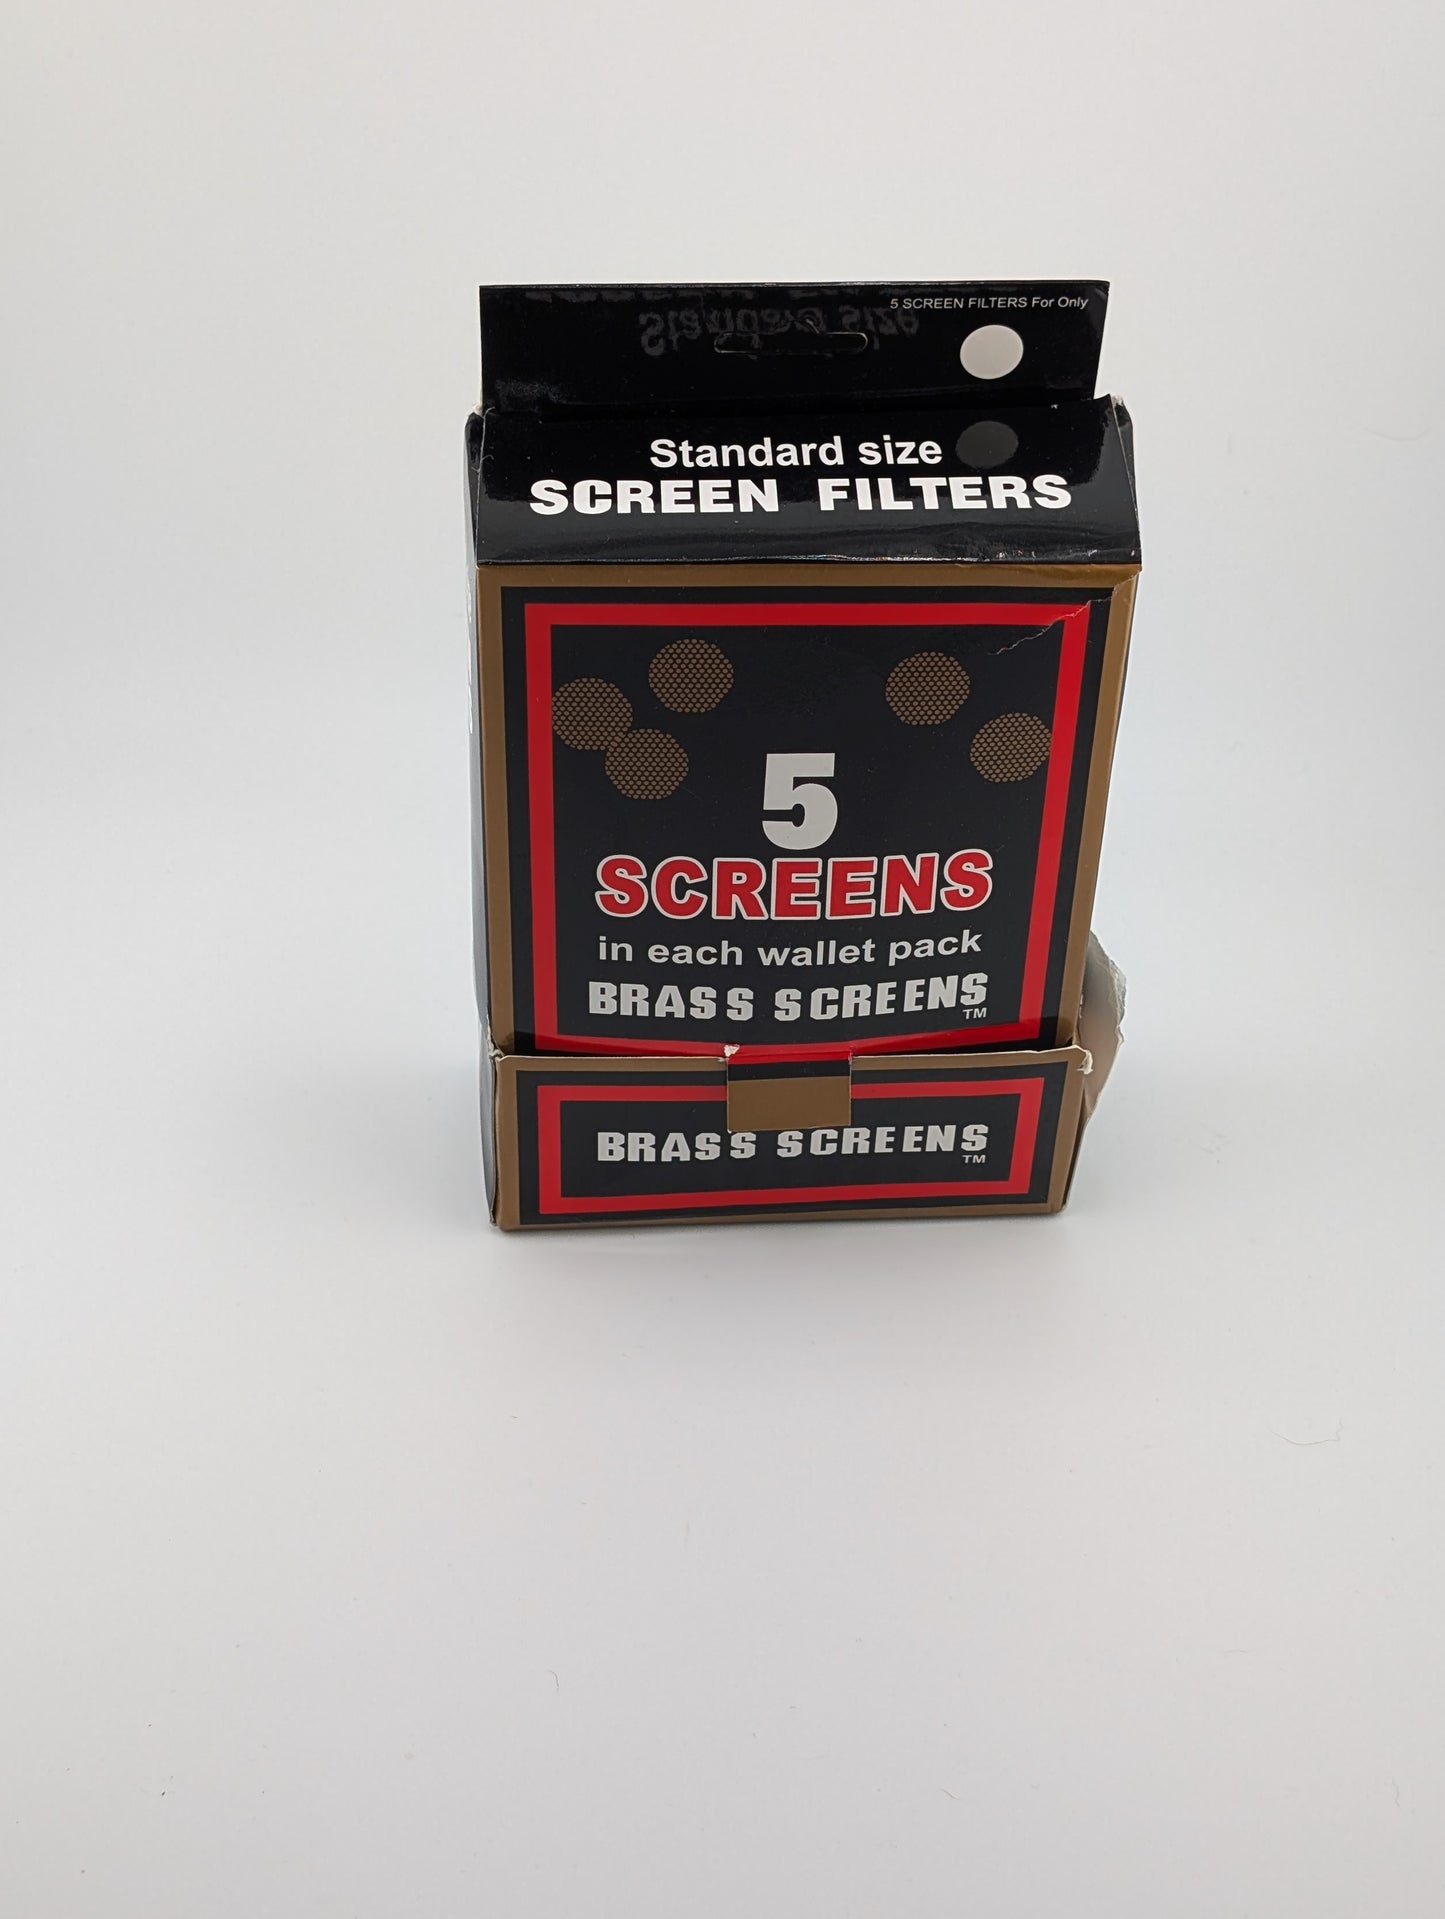 5 SCREEN FILTERS For Only
Standard size
SCREEN FILTERS
5
SCREENS
in each wallet pack
BRASS SCREENS
TM
BRASS SCREENS
TM